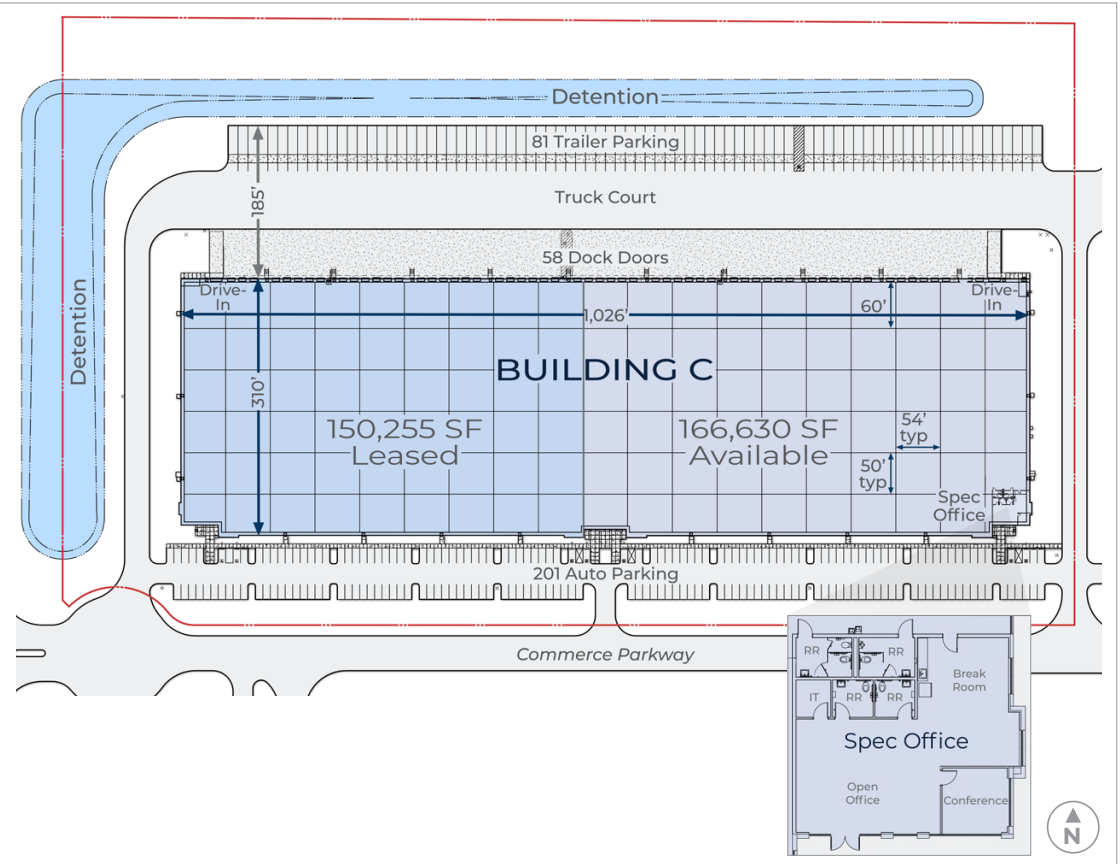 Detention
81 Trailer Parking
185'
Truck Court
58 Dock Doors
Drive-
In
Drive-
In
60'
1,026'
Detention
310'
BUILDING C
150,255 SF
Leased
166,630 SF
Available
54'
typ
50'
typ
Spec
Office
201 Auto Parking
Commerce Parkway
RR
RR
Break
Room
IT
RR
RR
Spec Office
Open
Office
Conference
N